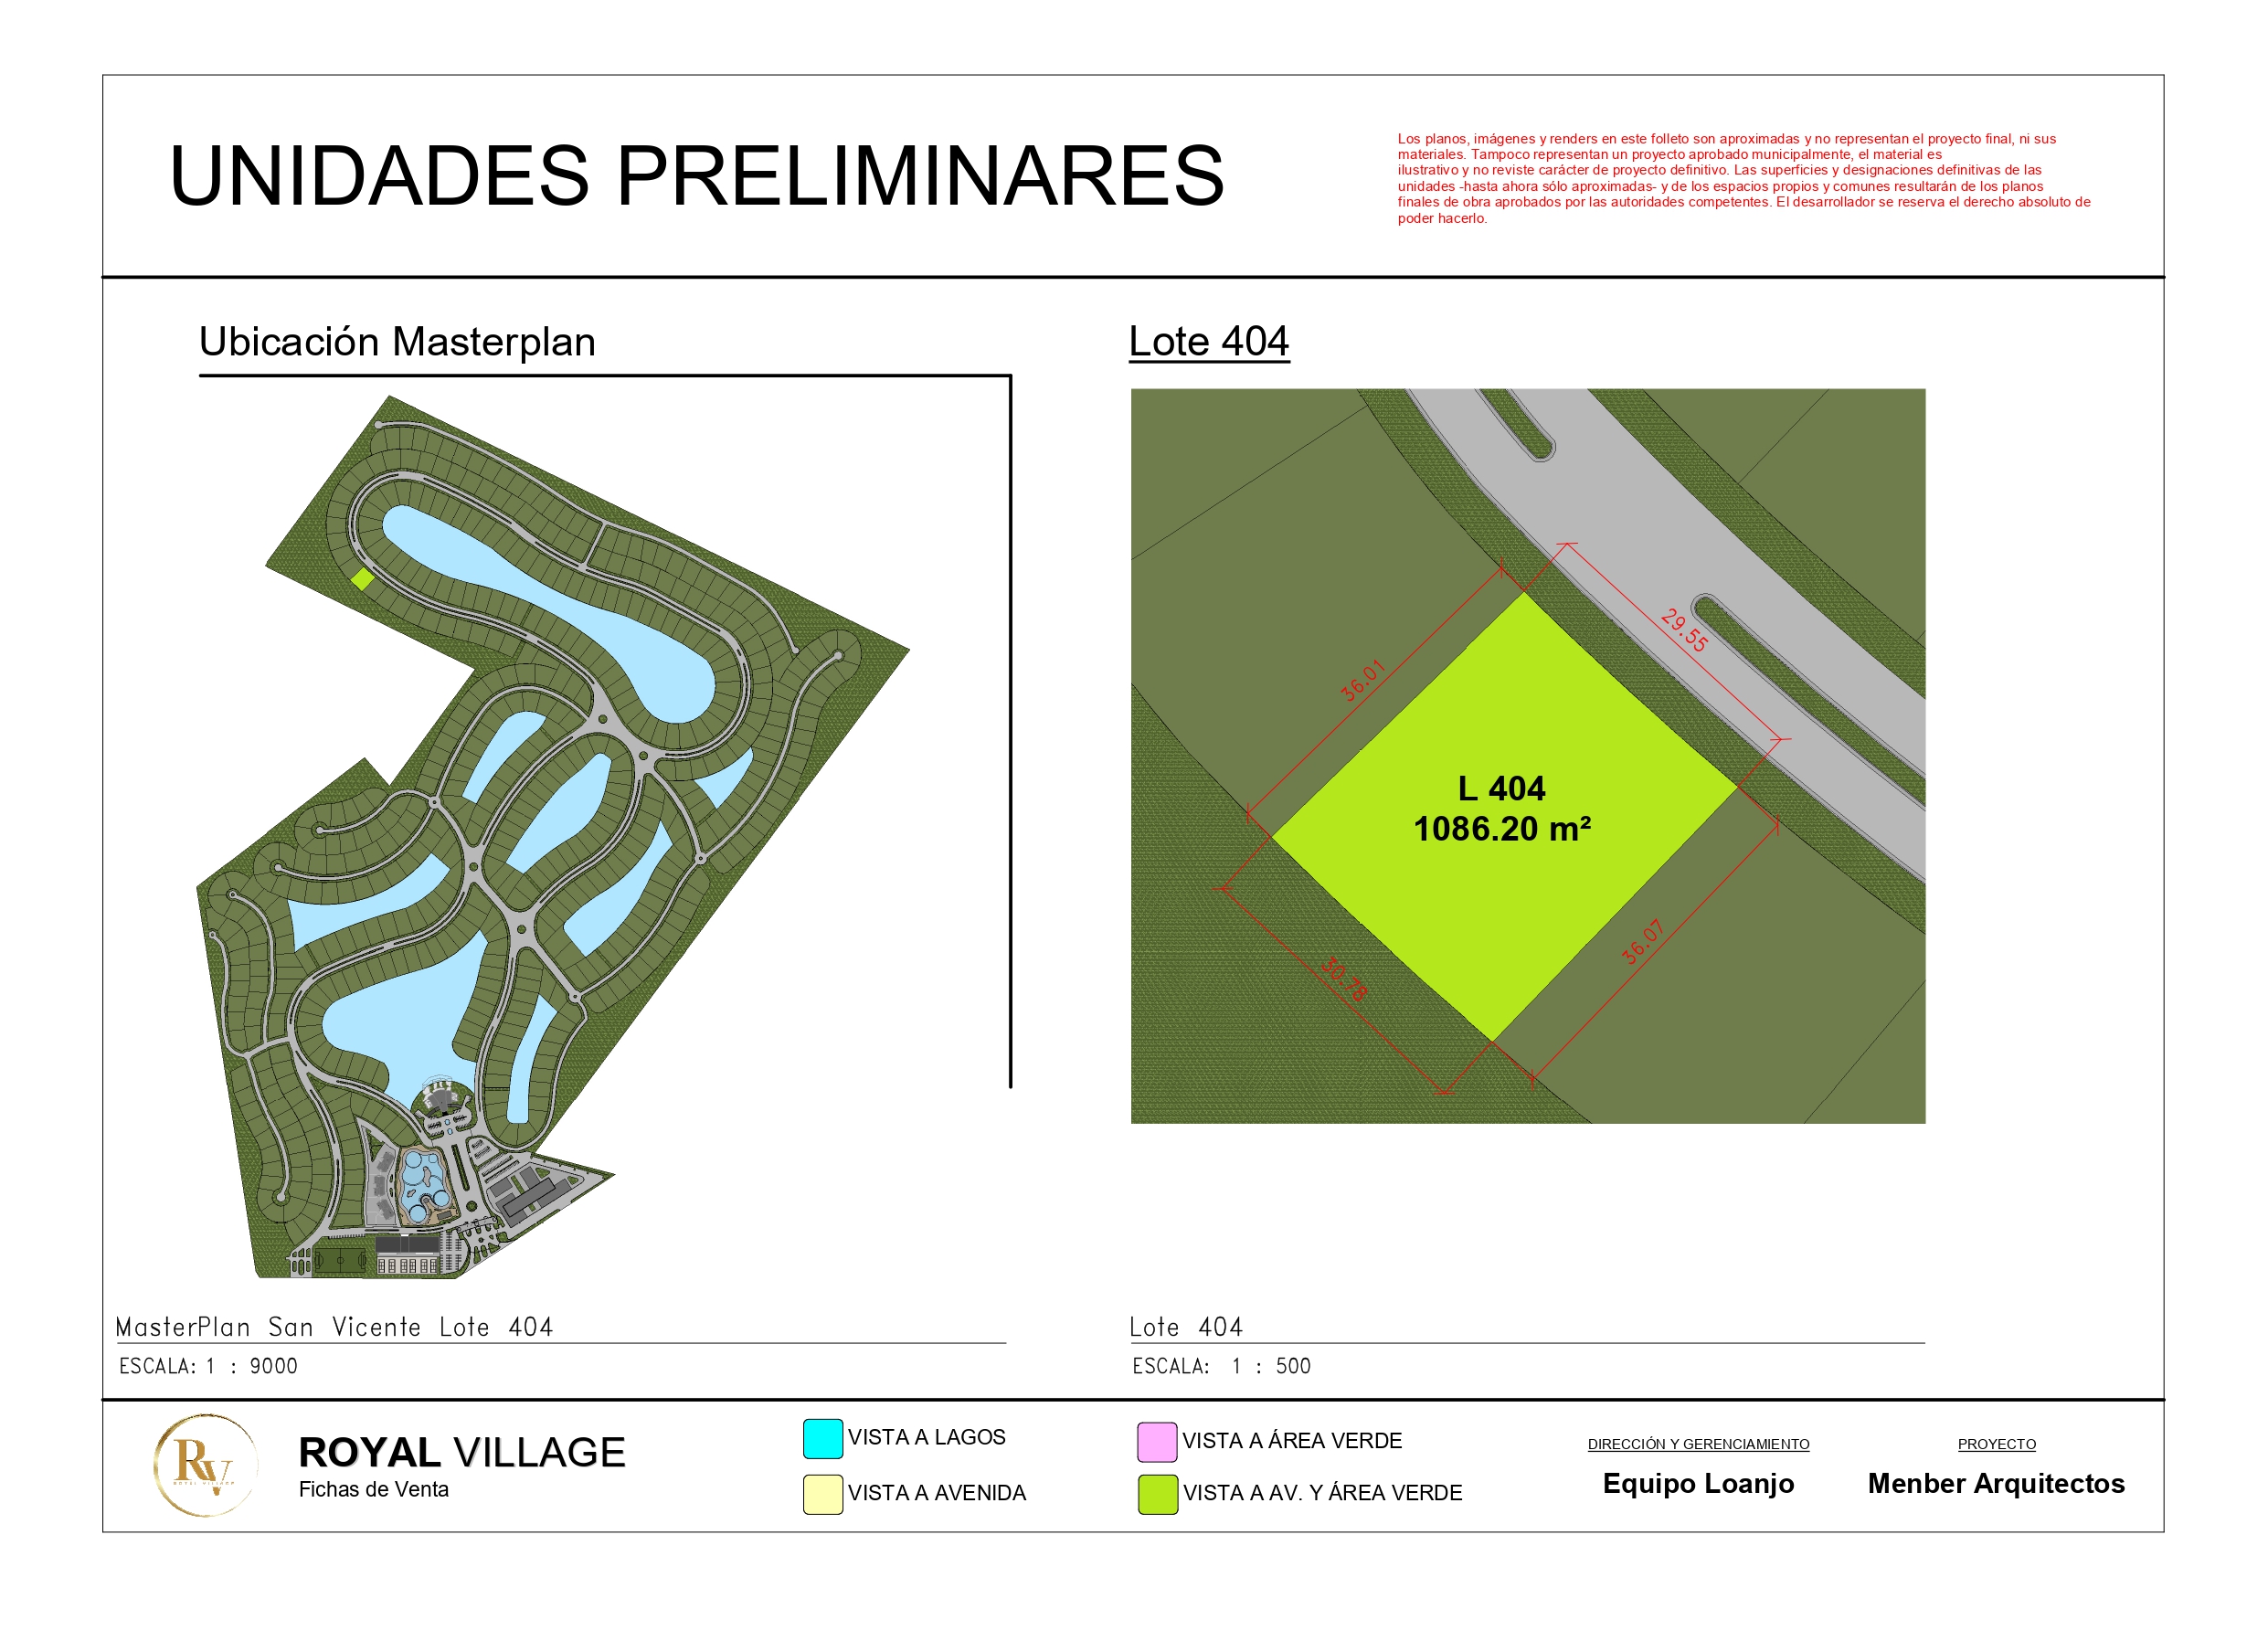 UNIDADES PRELIMINARES
Los planos, imágenes y renders en este folleto son aproximadas y no representan el proyecto final, ni sus
materiales. Tampoco representan un proyecto aprobado municipalmente, el material es
ilustrativo y no reviste carácter de proyecto definitivo. Las superficies y designaciones definitivas de las
unidades -hasta ahora sólo aproximadas- y de los espacios propios y comunes resultarán de los planos
finales de obra aprobados por las autoridades competentes. El desarrollador se reserva el derecho absoluto de
poder hacerlo.
Ubicación Masterplan
Lote 404
29.55
36.01
L 404
1086.20 m²
36.07
30.78
MasterPlan San Vicente Lote 404
ESCALA: 1 : 9000
Lote 404
ESCALA: 1 : 500
RV
ROYAL VILLAGE
ROYAL VILLAGE
Fichas de Venta
VISTA A LAGOS
VISTA A AVENIDA
VISTA A ÁREA VERDE
VISTA A AV. Y ÁREA VERDE
DIRECCIÓN Y GERENCIAMIENTO
Equipo Loanjo
PROYECTO
Menber Arquitectos